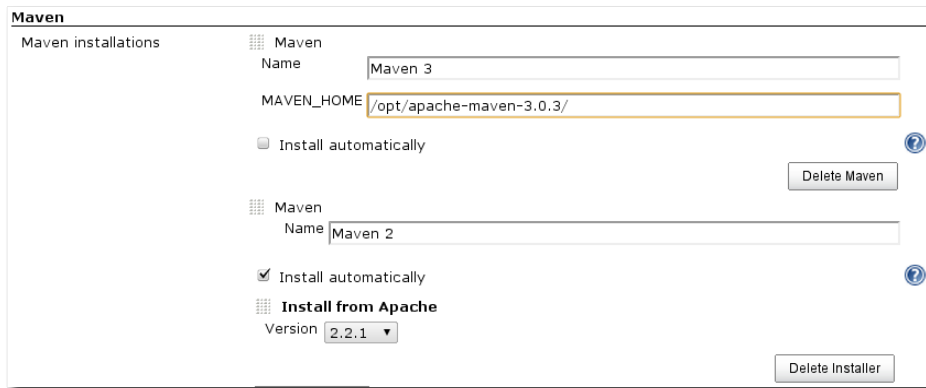 Maven
Maven installations
Maven
Name Maven 3
MAVEN_HOME /opt/apache-maven-3.0.3/
Install automatically
Delete Maven
Maven
Name Maven 2
Install automatically
Install from Apache
Version 2.2.1
Delete Installer